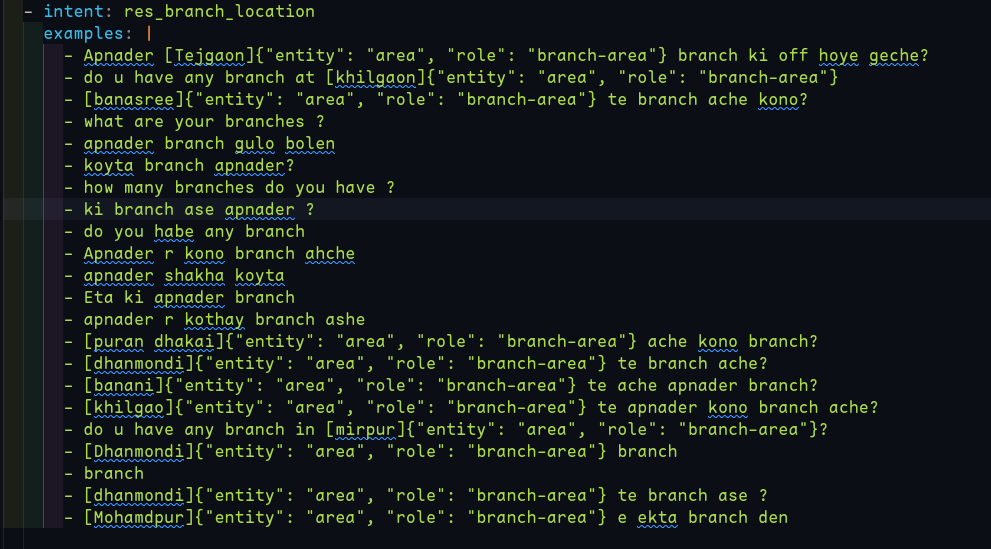 - intent: res_branch_location
examples: |
- Apnader [Tejgaon]{"entity": "area", "role": "branch-area"} branch ki off hoye geche?
- do u have any branch at [khilgaon]{"entity": "area", "role": "branch-area"}
- [banasree]{"entity": "area", "role": "branch-area"} te branch ache kono?
- what are your branches ?
- apnader branch gulo bolen
- koyta branch apnader?
- how many branches do you have ?
- ki branch ase apnader ?
- do you habe any branch
- Apnader r kono branch ahche
- apnader shakha koyta
- Eta ki apnader branch
- apnader r kothay branch ashe
- [puran dhakai]{"entity": "area", "role": "branch-area"} ache kono branch?
- [dhanmondi]{"entity": "area", "role": "branch-area"} te branch ache?
- [banani]{"entity": "area", "role": "branch-area"} te ache apnader branch?
- [khilgao]{"entity": "area", "role": "branch-area"} te apnader kono branch ache?
- do u have any branch in [mirpur]{"entity": "area", "role": "branch-area"}?
- [Dhanmondi]{"entity": "area", "role": "branch-area"} branch
- branch
- [dhanmondi]{"entity": "area", "role": "branch-area"} te branch ase ?
- [Mohamdpur]{"entity": "area", "role": "branch-area"} e ekta branch den